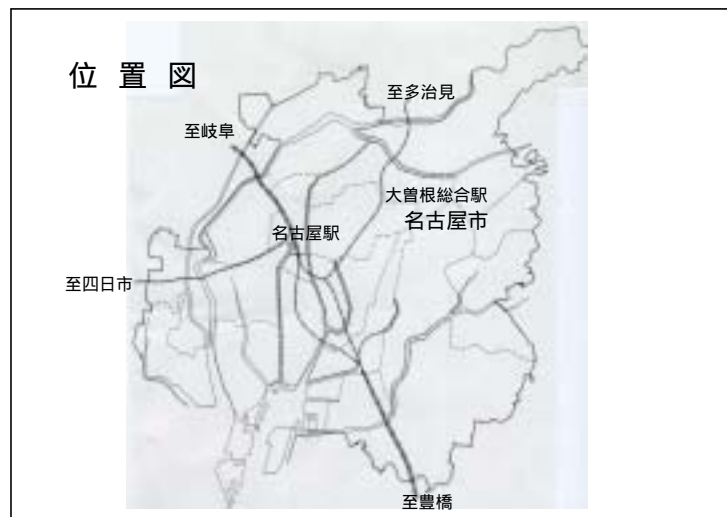 位置図
至多治見
至岐阜
大曽根総合駅
名古屋市
名古屋駅
至四日市
至豊橋